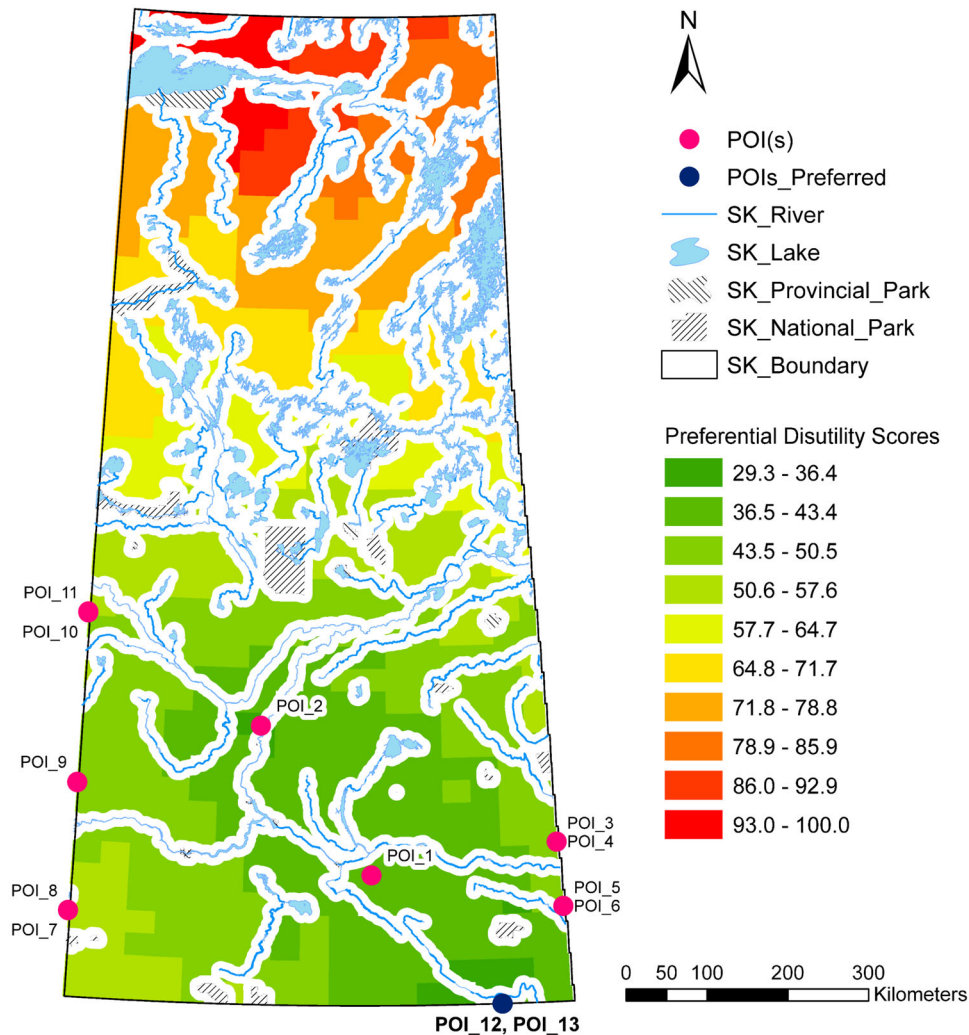 N
POI(s)
POIs_Preferred
SK_River
SK_Lake
SK_Provincial_Park
SK_National_Park
SK_Boundary
Preferential Disutility Scores
29.3 - 36.4
36.5 - 43.4
43.5 - 50.5
50.6 - 57.6
57.7 - 64.7
64.8 - 71.7
71.8 - 78.8
78.9 - 85.9
86.0 - 92.9
93.0 - 100.0
POI_11
POI_10
POI_2
POI_9
POI_3
POI_4
POI_1
POI_8
POI_7
POI_5
POI_6
0 50 100 200 300
Kilometers
POI_12, POI_13